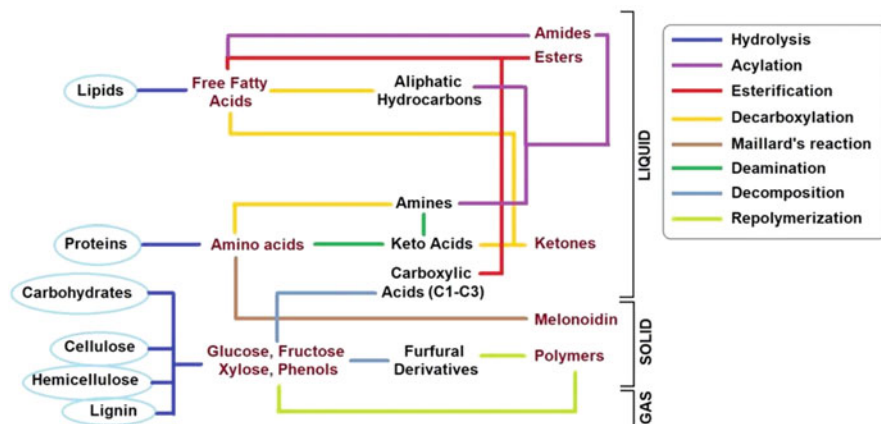 Amides
Esters
Lipids
Free Fatty
Acids
Aliphatic
Hydrocarbons
Amines
Proteins
Amino acids
Keto Acids
Ketones
Carbohydrates
Carboxylic
Acids (C1-C3)
Melonoidin
Cellulose
Glucose, Fructose
Xylose, Phenols
Furfural
Derivatives
Polymers
Hemicellulose
Lignin
LIQUID
SOLID
GAS
Hydrolysis
Acylation
Esterification
Decarboxylation
Maillard's reaction
Deamination
Decomposition
Repolymerization